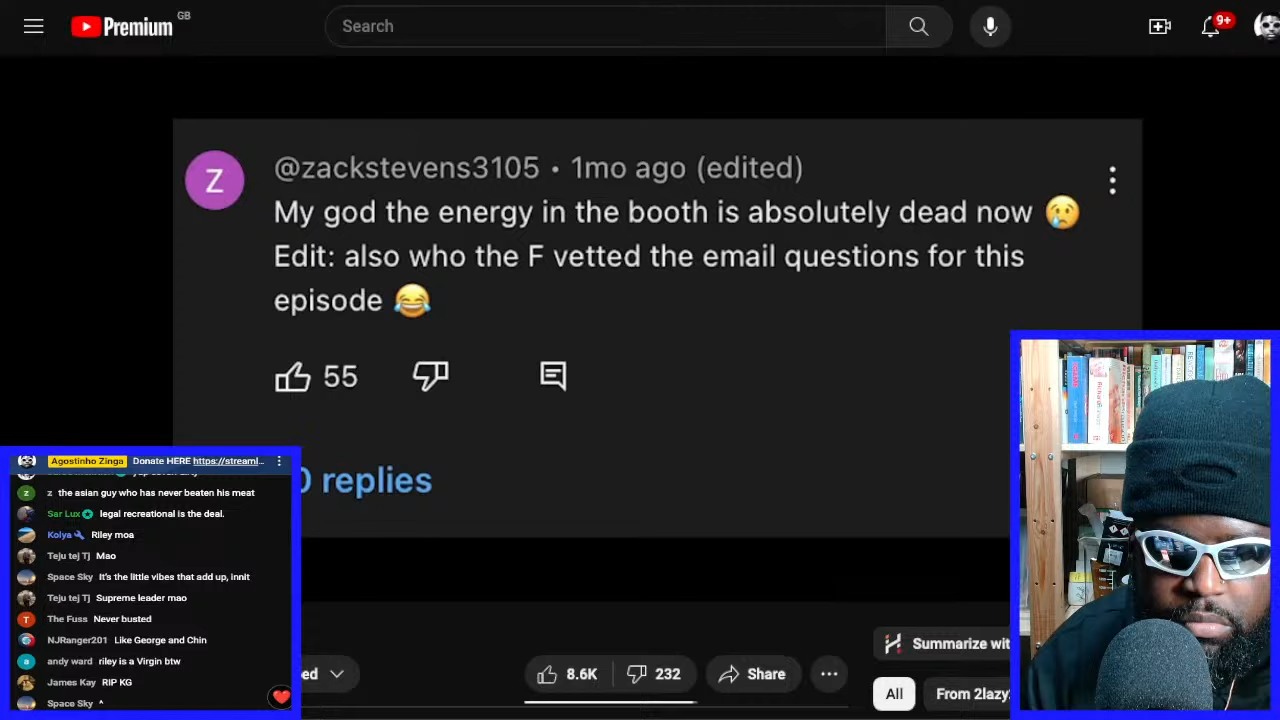 Premium GB
Search
9+
Z
@zackstevens3105 • 1mo ago (edited)
My god the energy in the booth is absolutely dead now 😢
Edit: also who the F vetted the email questions for this
episode 😂
55
replies
Agostinho Zinga Donate HERE https://streaml...
z the asian guy who has never beaten his meat
Sar Lux legal recreational is the deal.
Kolya Riley moa
Teju tej Tj Mao
Space Sky It's the little vibes that add up, innit
Teju tej Tj Supreme leader mao
T The Fuss Never busted
NJRanger201 Like George and Chin
a andy ward riley is a Virgin btw
James Kay RIP KG
Space Sky ^
ed
8.6K
232
Share
Summarize wit
All
From 2lazy